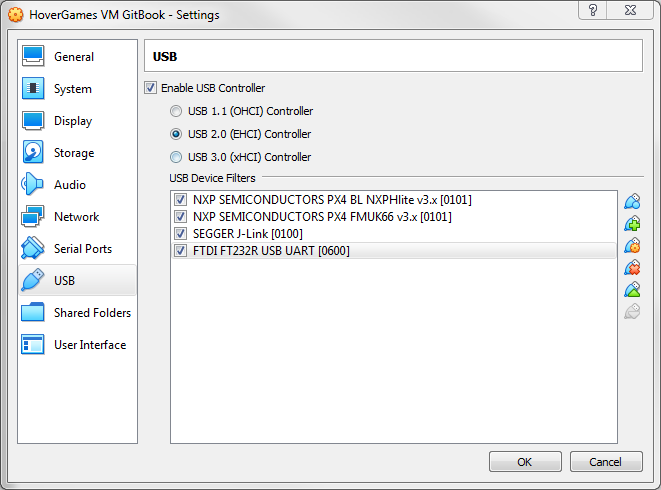 HoverGames VM GitBook - Settings
?
General
System
Display
Storage
Audio
Network
Serial Ports
USB
Shared Folders
User Interface
USB
Enable USB Controller
USB 1.1 (OHCI) Controller
USB 2.0 (EHCI) Controller
USB 3.0 (xHCI) Controller
USB Device Filters
NXP SEMICONDUCTORS PX4 BL NXPHlite v3.x [0101]
NXP SEMICONDUCTORS PX4 FMUK66 v3.x [0101]
SEGGER J-Link [0100]
FTDI FT232R USB UART [0600]
OK
Cancel